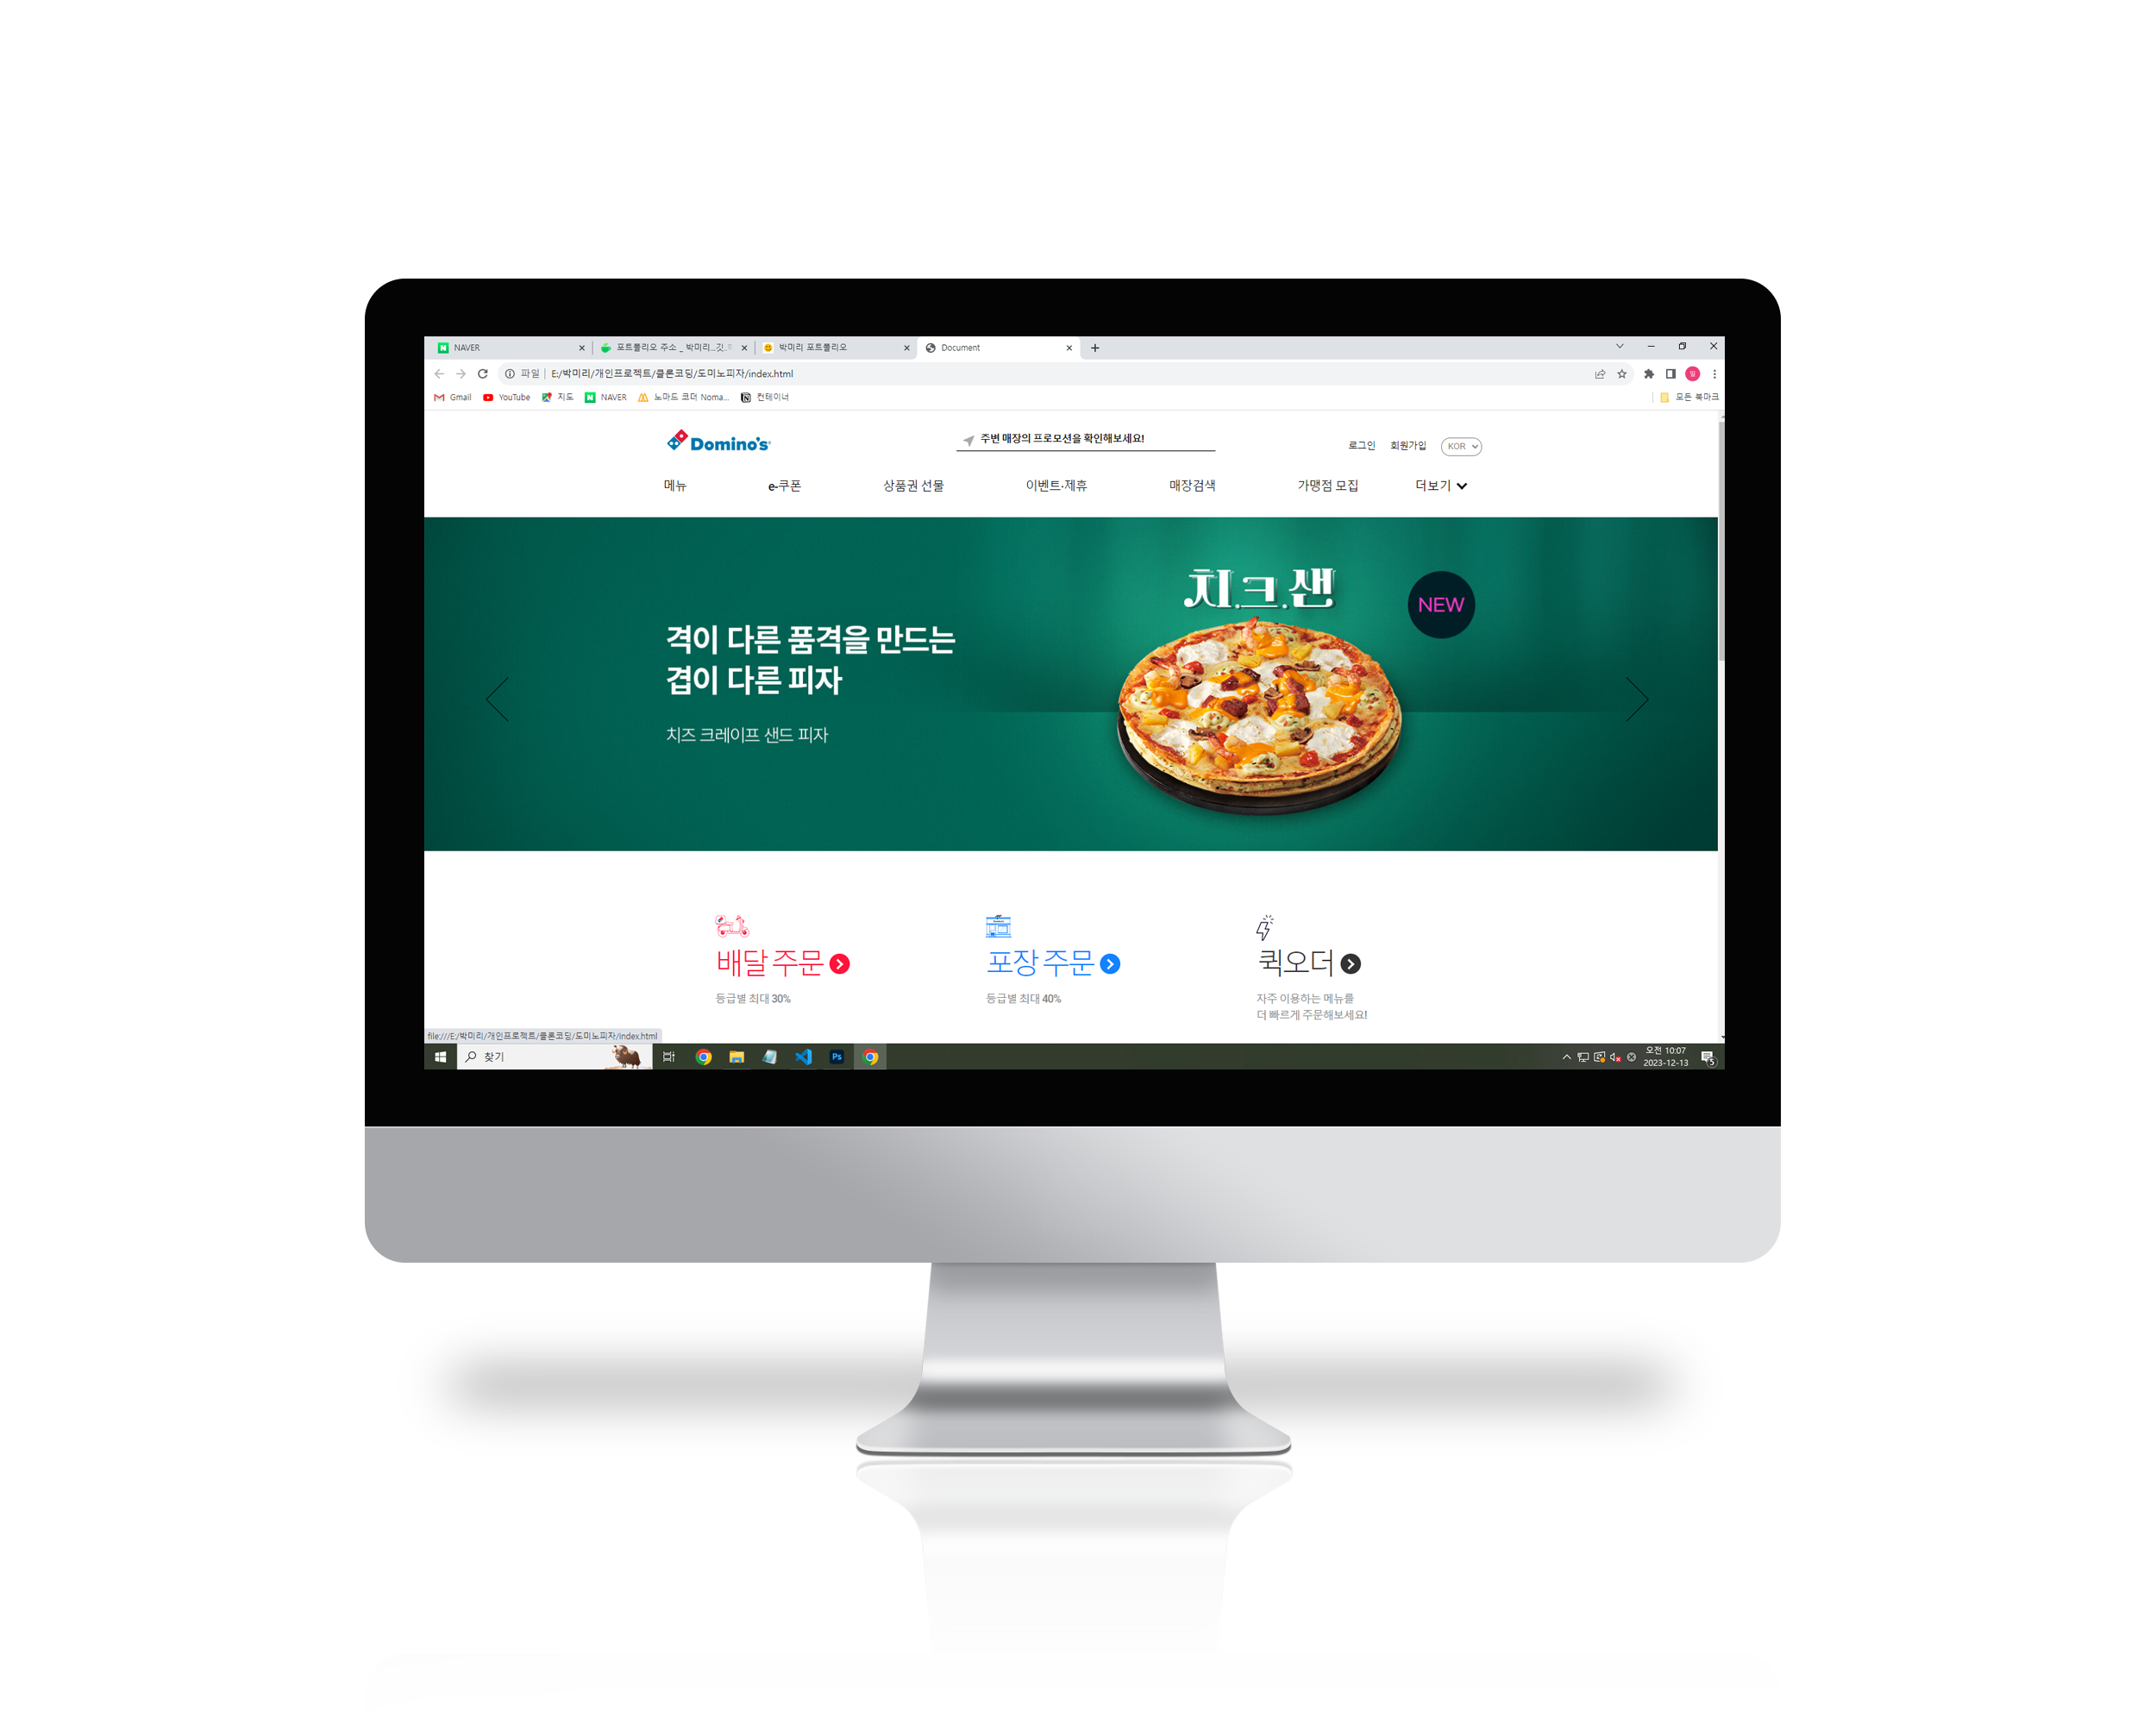 NAVER
포트폴리오 주소 _ 박미리_깃..
박미리 포트폴리오
Document
파일 E:/박미리/개인프로젝트/클론코딩/도미노피자/index.html
Gmail YouTube 지도 NAVER 노마드 코더 Noma... 컨테이너 모든 북마크
Domino's
주변 매장의 프로모션을 확인해보세요!
로그인 회원가입 KOR
메뉴 e-쿠폰 상품권 선물 이벤트·제휴 매장검색 가맹점 모집 더보기
치.크.샌
NEW
격이 다른 품격을 만드는
겹이 다른 피자
치즈 크레이프 샌드 피자
배달 주문
등급별 최대 30%
포장 주문
등급별 최대 40%
퀵오더
자주 이용하는 메뉴를
더 빠르게 주문해보세요!
file:///E:/박미리/개인프로젝트/클론코딩/도미노피자/index.html
찾기
Ps
오전 10:07
2023-12-13
5